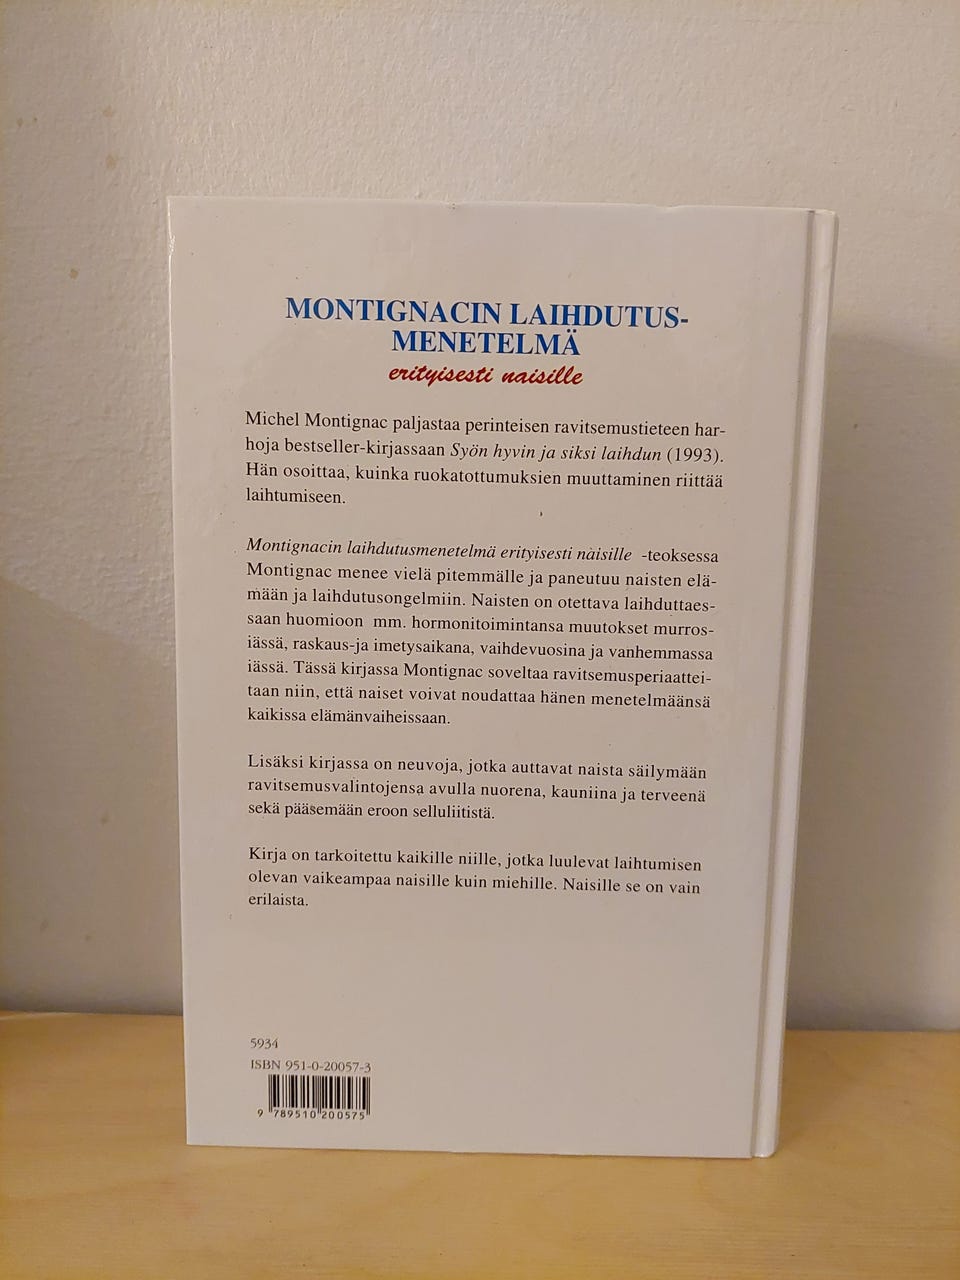 MONTIGNACIN LAIHDUTUS-
MENETELMÄ
erityisesti naisille
Michel Montignac paljastaa perinteisen ravitsemustieteen har-
hoja bestseller-kirjassaan Syön hyvin ja siksi laihdun (1993).
Hän osoittaa, kuinka ruokatottumuksien muuttaminen riittää
laihtumiseen.
Montignacin laihdutusmenetelmä erityisesti naisille -teoksessa
Montignac menee vielä pitemmälle ja paneutuu naisten elä-
mään ja laihdutusongelmiin. Naisten on otettava laihduttaes-
saan huomioon mm. hormonitoimintansa muutokset murros-
iässä, raskaus-ja imetysaikana, vaihdevuosina ja vanhemmassa
iässä. Tässä kirjassa Montignac soveltaa ravitsemusperiaattei-
taan niin, että naiset voivat noudattaa hänen menetelmäänsä
kaikissa elämänvaiheissaan.
Lisäksi kirjassa on neuvoja, jotka auttavat naista säilymään
ravitsemusvalintojensa avulla nuorena, kauniina ja terveenä
sekä pääsemään eroon selluliitistä.
Kirja on tarkoitettu kaikille niille, jotka luulevat laihtumisen
olevan vaikeampaa naisille kuin miehille. Naisille se on vain
erilaista.
5934
ISBN 951-0-20057-3
9 789510 200575